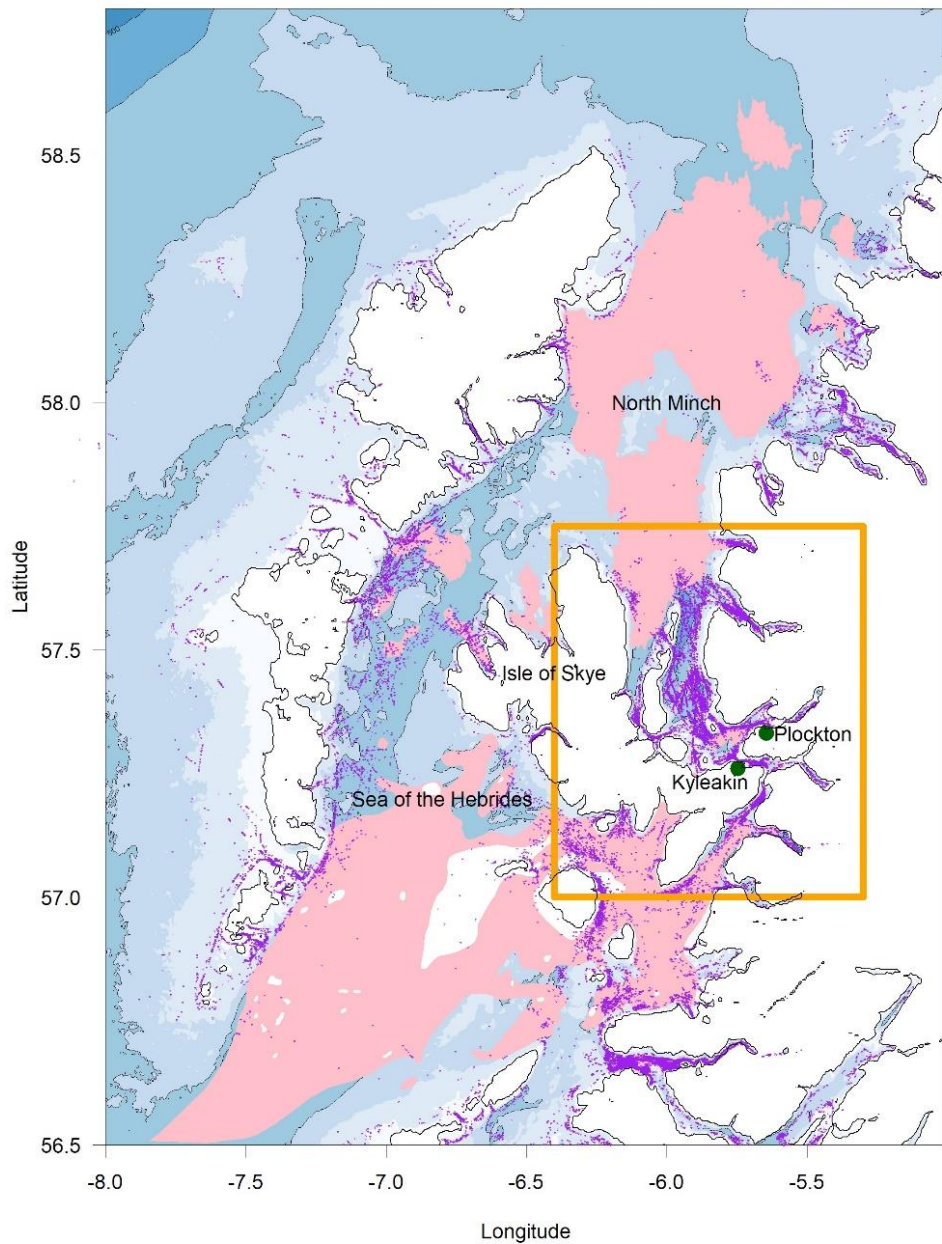 58.5
58.0
57.5
57.0
56.5
Latitude
North Minch
Isle of Skye
Plockton
Kyleakin
Sea of the Hebrides
-8.0 -7.5 -7.0 -6.5 -6.0 -5.5
Longitude